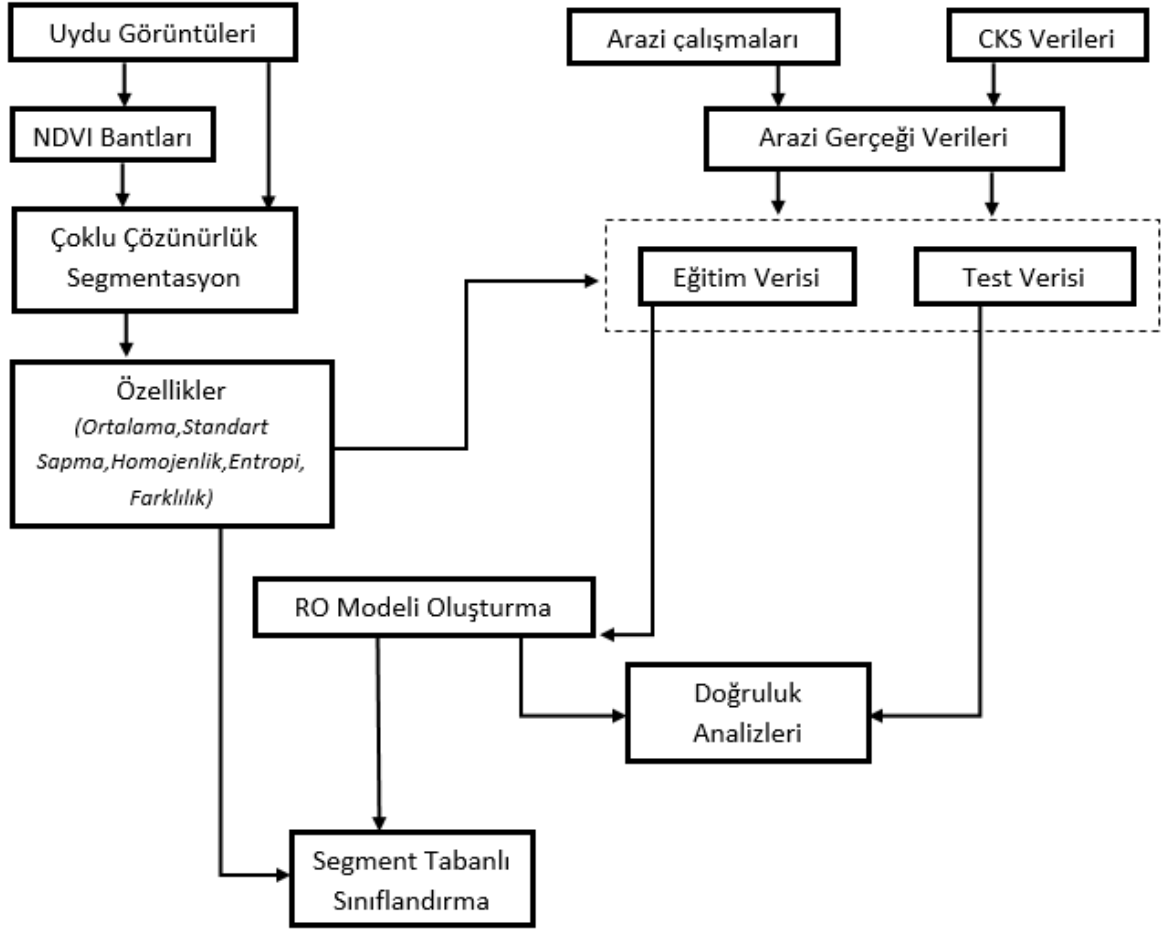 Uydu Görüntüleri
Arazi çalışmaları
CKS Verileri
NDVI Bantları
Arazi Gerçeği Verileri
Çoklu Çözünürlük
Segmentasyon
Eğitim Verisi
Test Verisi
Özellikler
(Ortalama,Standart
Sapma,Homojenlik,Entropi,
Farklılık)
RO Modeli Oluşturma
Doğruluk
Analizleri
Segment Tabanlı
Sınıflandırma